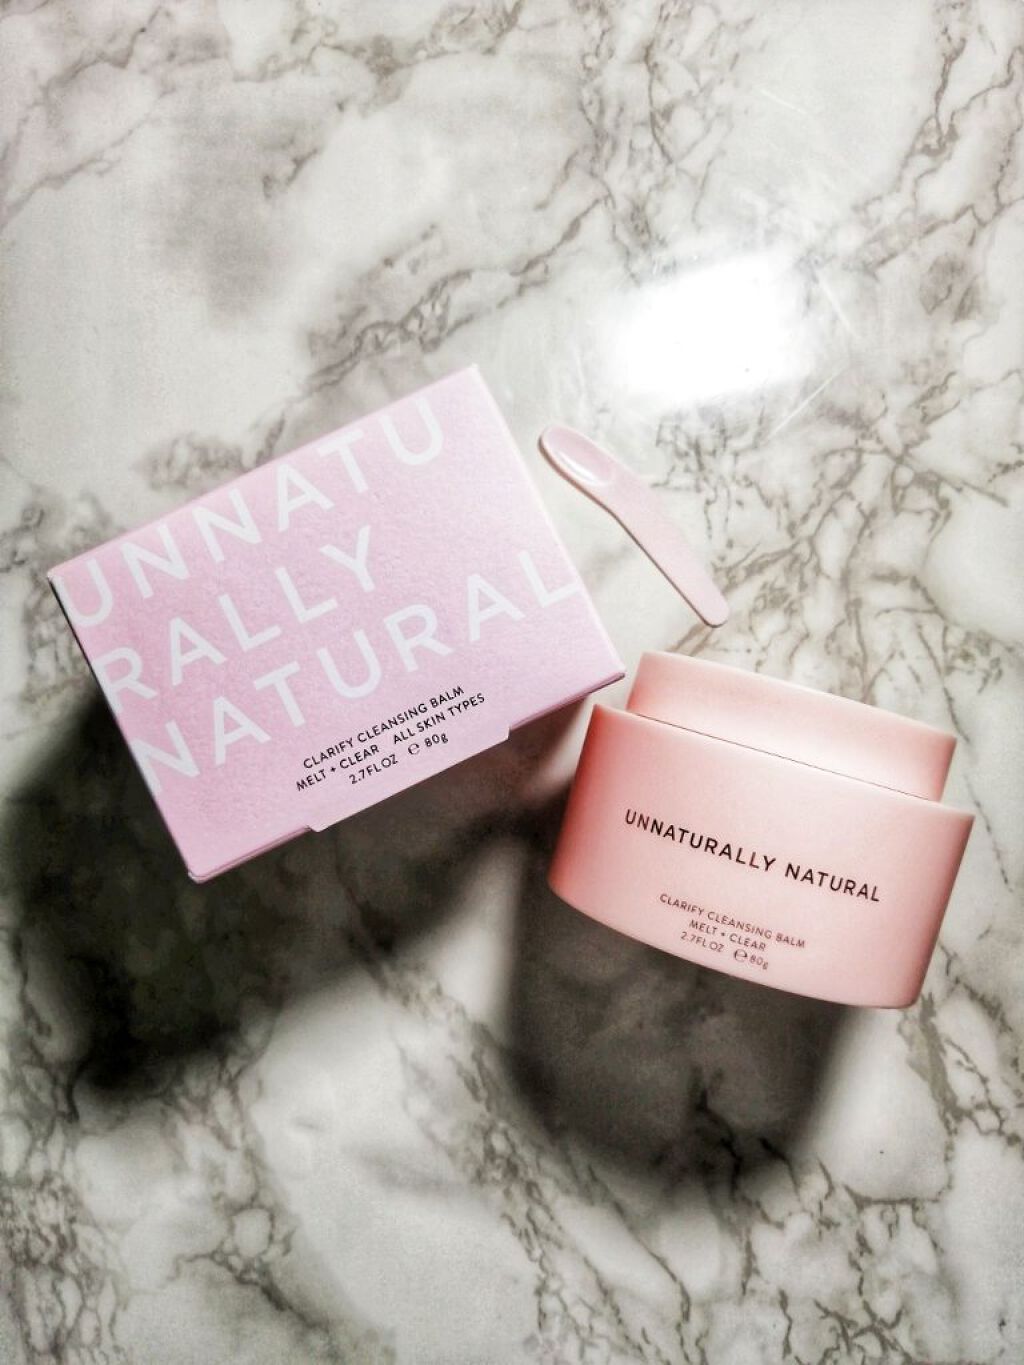 UNNATU
RALLY
NATURAL
CLARIFY CLEANSING BALM
MELT + CLEAR ALL SKIN TYPES
2.7FL OZ ℮ 80g
UNNATURALLY NATURAL
CLARIFY CLEANSING BALM
MELT + CLEAR
2.7FL OZ ℮ 80g